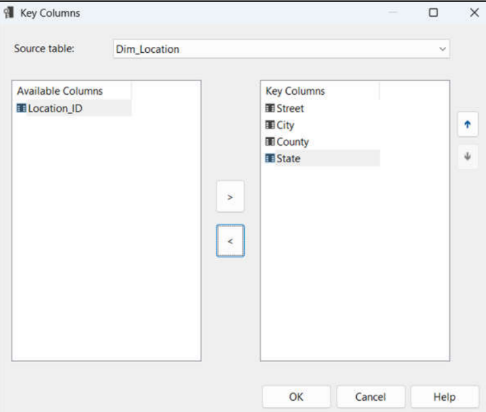 Key Columns
Source table: Dim_Location
Available Columns
Location_ID
Key Columns
Street
City
County
State
>
<
OK Cancel Help